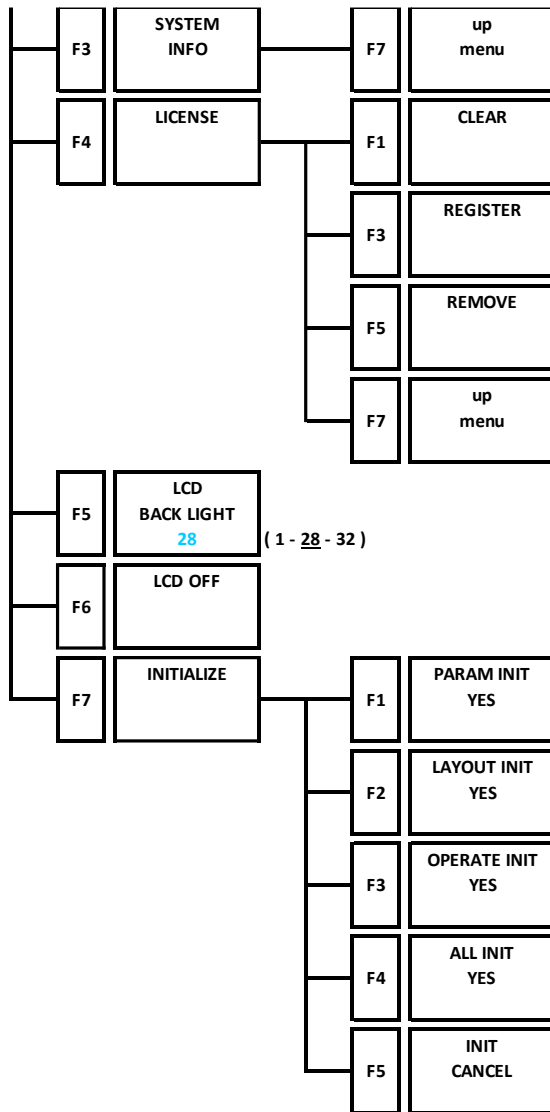 F3
SYSTEM
INFO
F7
up
menu
F4
LICENSE
F1
CLEAR
F3
REGISTER
F5
REMOVE
F7
up
menu
F5
LCD
BACK LIGHT
28
( 1 - 28 - 32 )
F6
LCD OFF
F7
INITIALIZE
F1
PARAM INIT
YES
F2
LAYOUT INIT
YES
F3
OPERATE INIT
YES
F4
ALL INIT
YES
F5
INIT
CANCEL